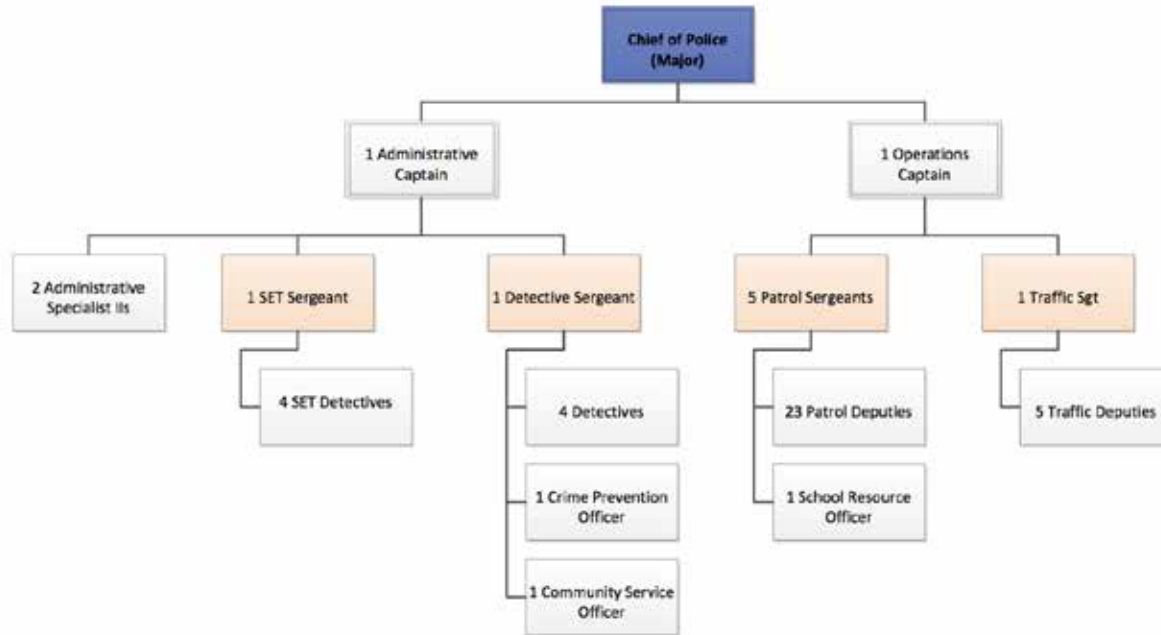 Chief of Police
(Major)
1 Administrative
Captain
1 Operations
Captain
2 Administrative
Specialist IIs
1 SET Sergeant
1 Detective Sergeant
5 Patrol Sergeants
1 Traffic Sgt
4 SET Detectives
4 Detectives
23 Patrol Deputies
5 Traffic Deputies
1 Crime Prevention
Officer
1 School Resource
Officer
1 Community Service
Officer